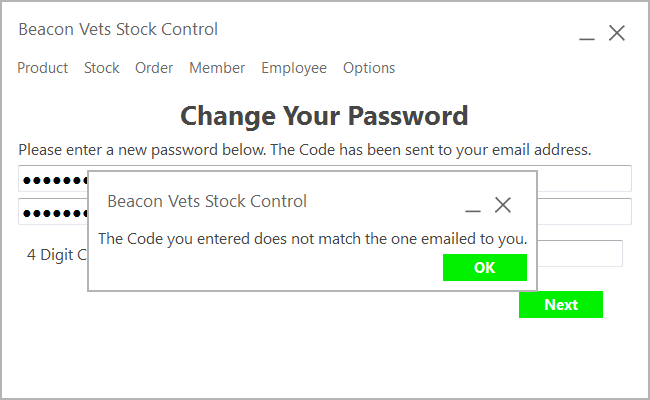 Beacon Vets Stock Control
Product Stock Order Member Employee Options
Change Your Password
Please enter a new password below. The Code has been sent to your email address.
Beacon Vets Stock Control
The Code you entered does not match the one emailed to you.
4 Digit C
OK
Next